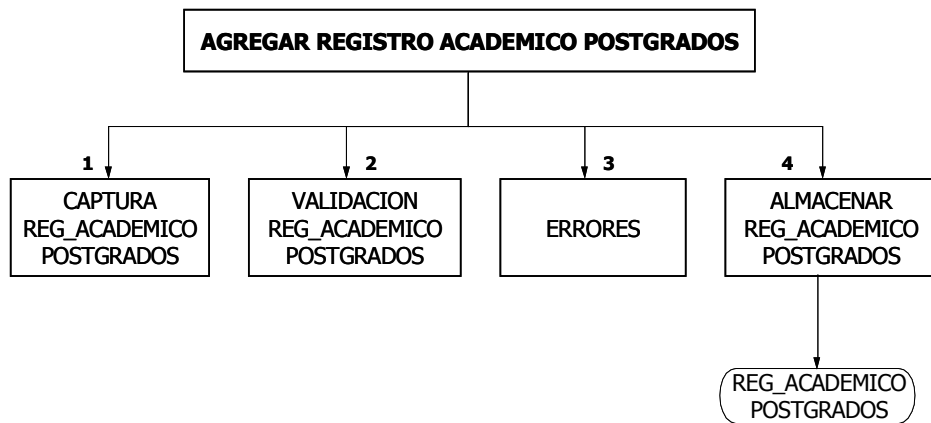 AGREGAR REGISTRO ACADEMICO POSTGRADOS
1
2
3
4
CAPTURA
REG_ACADEMICO
POSTGRADOS
VALIDACION
REG_ACADEMICO
POSTGRADOS
ERRORES
ALMACENAR
REG_ACADEMICO
POSTGRADOS
REG_ACADEMICO
POSTGRADOS